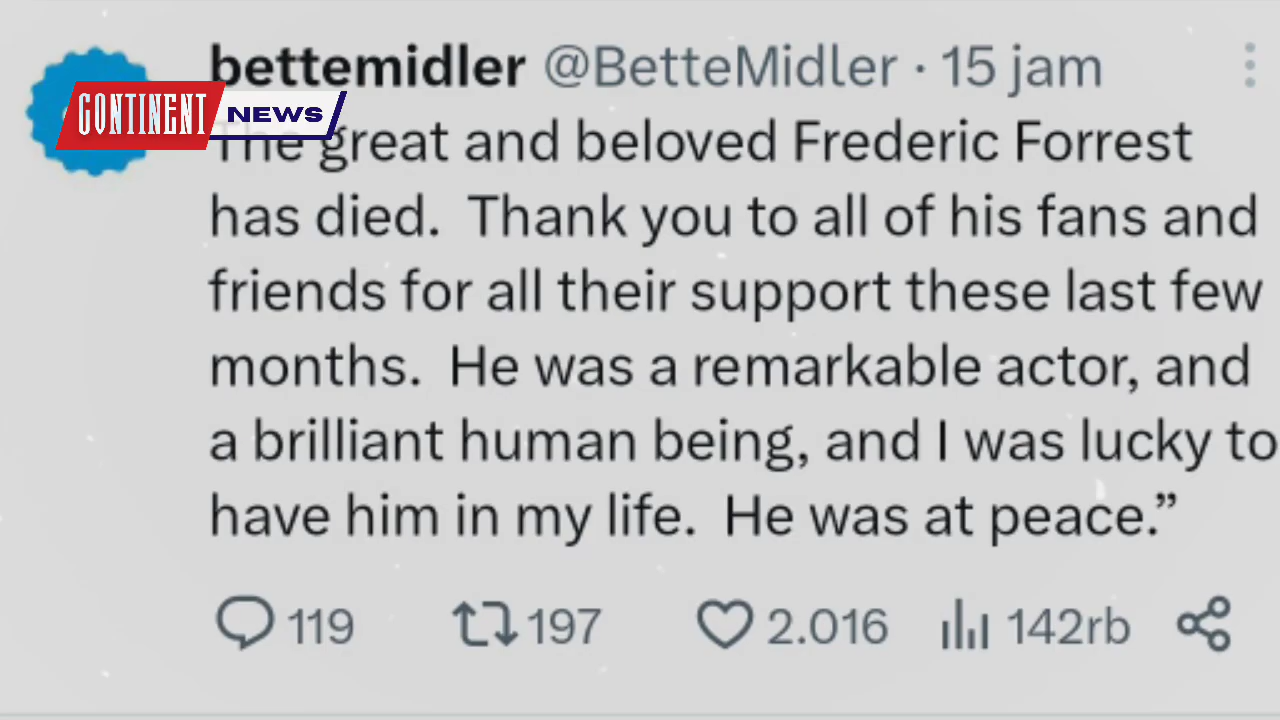 bettemidler @BetteMidler · 15 jam
CONTINENT NEWS
The great and beloved Frederic Forrest
has died. Thank you to all of his fans and
friends for all their support these last few
months. He was a remarkable actor, and
a brilliant human being, and I was lucky to
have him in my life. He was at peace.”
119 197 2.016 142rb